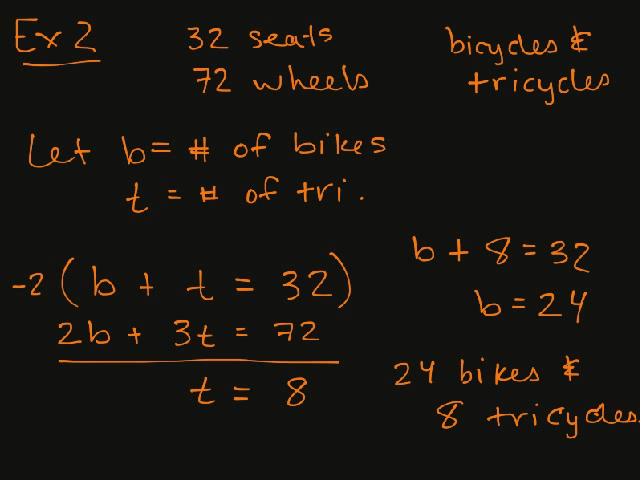 Ex 2
32 seats
72 wheels
bicycles &
tricycles
Let b = # of bikes
t = # of tri.
-2 ( b + t = 32 )
2b + 3t = 72
t = 8
b + 8 = 32
b = 24
24 bikes &
8 tricycles